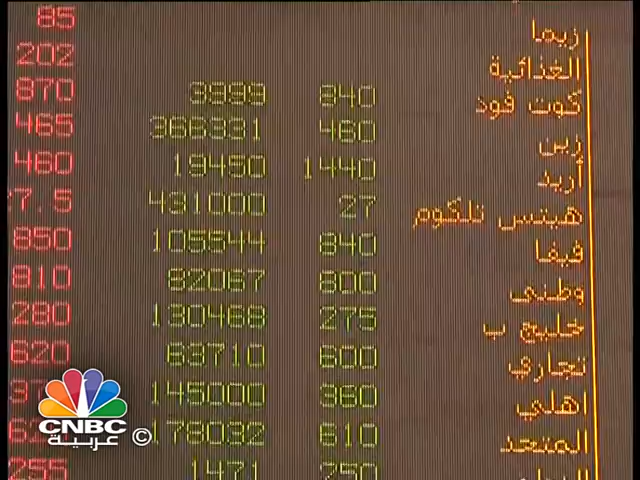 زيما 85
الغذائية 202
كوت فود 840 3999 870
زين 460 366331 465
أريد 1440 19450 460
هيتس تلكوم 27 431000 7.5
فيفا 840 105544 850
وطني 800 82067 810
خليج ب 275 130468 280
تجاري 600 63710 620
اهلي 360 145000
المتحد 610 178032
250 1471 255
CNBC
عربية ©